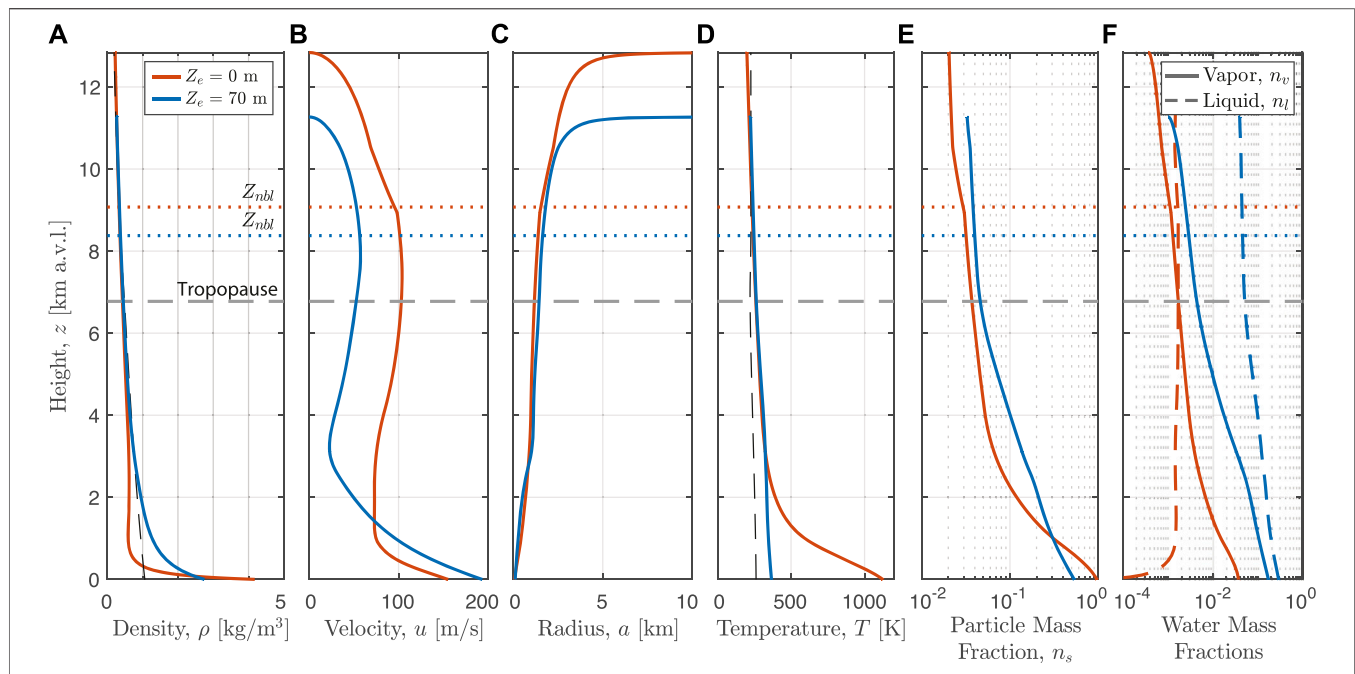 A
B
C
D
E
F
Z_e = 0 m
Z_e = 70 m
Vapor, n_v
Liquid, n_l
Z_nbl
Z_nbl
Tropopause
Height, z [km a.v.l.]
12
10
8
6
4
2
0
0 5
0 100 200
0 5 10
0 500 1000
10^-2 10^-1 10^0
10^-4 10^-2 10^0
Density, ρ [kg/m³]
Velocity, u [m/s]
Radius, a [km]
Temperature, T [K]
Particle Mass
Fraction, n_s
Water Mass
Fractions